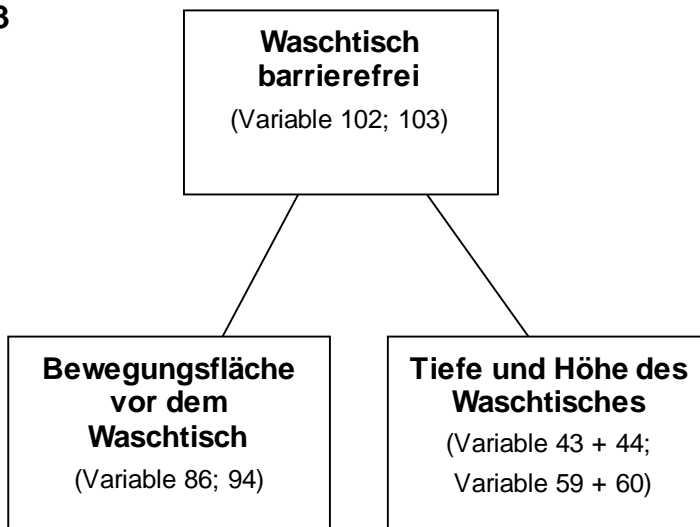 Waschtisch
barrierefrei
(Variable 102; 103)
Bewegungsfläche
vor dem
Waschtisch
(Variable 86; 94)
Tiefe und Höhe des
Waschtisches
(Variable 43 + 44;
Variable 59 + 60)